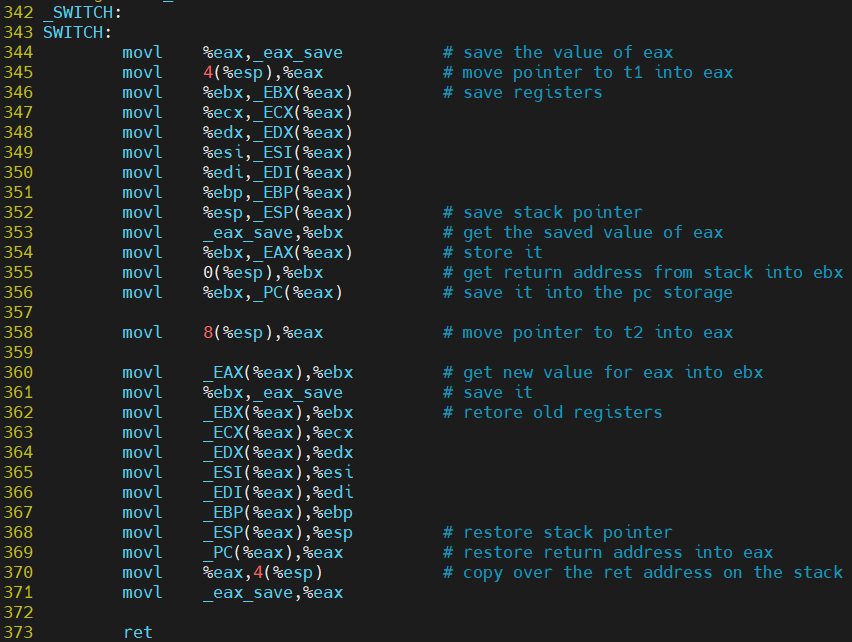 342 _SWITCH:
343 SWITCH:
344         movl    %eax,_eax_save          # save the value of eax
345         movl    4(%esp),%eax            # move pointer to t1 into eax
346         movl    %ebx,_EBX(%eax)         # save registers
347         movl    %ecx,_ECX(%eax)
348         movl    %edx,_EDX(%eax)
349         movl    %esi,_ESI(%eax)
350         movl    %edi,_EDI(%eax)
351         movl    %ebp,_EBP(%eax)
352         movl    %esp,_ESP(%eax)         # save stack pointer
353         movl    _eax_save,%ebx          # get the saved value of eax
354         movl    %ebx,_EAX(%eax)         # store it
355         movl    0(%esp),%ebx            # get return address from stack into ebx
356         movl    %ebx,_PC(%eax)          # save it into the pc storage
357
358         movl    8(%esp),%eax            # move pointer to t2 into eax
359
360         movl    _EAX(%eax),%ebx         # get new value for eax into ebx
361         movl    %ebx,_eax_save          # save it
362         movl    _EBX(%eax),%ebx         # retore old registers
363         movl    _ECX(%eax),%ecx
364         movl    _EDX(%eax),%edx
365         movl    _ESI(%eax),%esi
366         movl    _EDI(%eax),%edi
367         movl    _EBP(%eax),%ebp
368         movl    _ESP(%eax),%esp         # restore stack pointer
369         movl    _PC(%eax),%eax          # restore return address into eax
370         movl    %eax,4(%esp)            # copy over the ret address on the stack
371         movl    _eax_save,%eax
372
373         ret